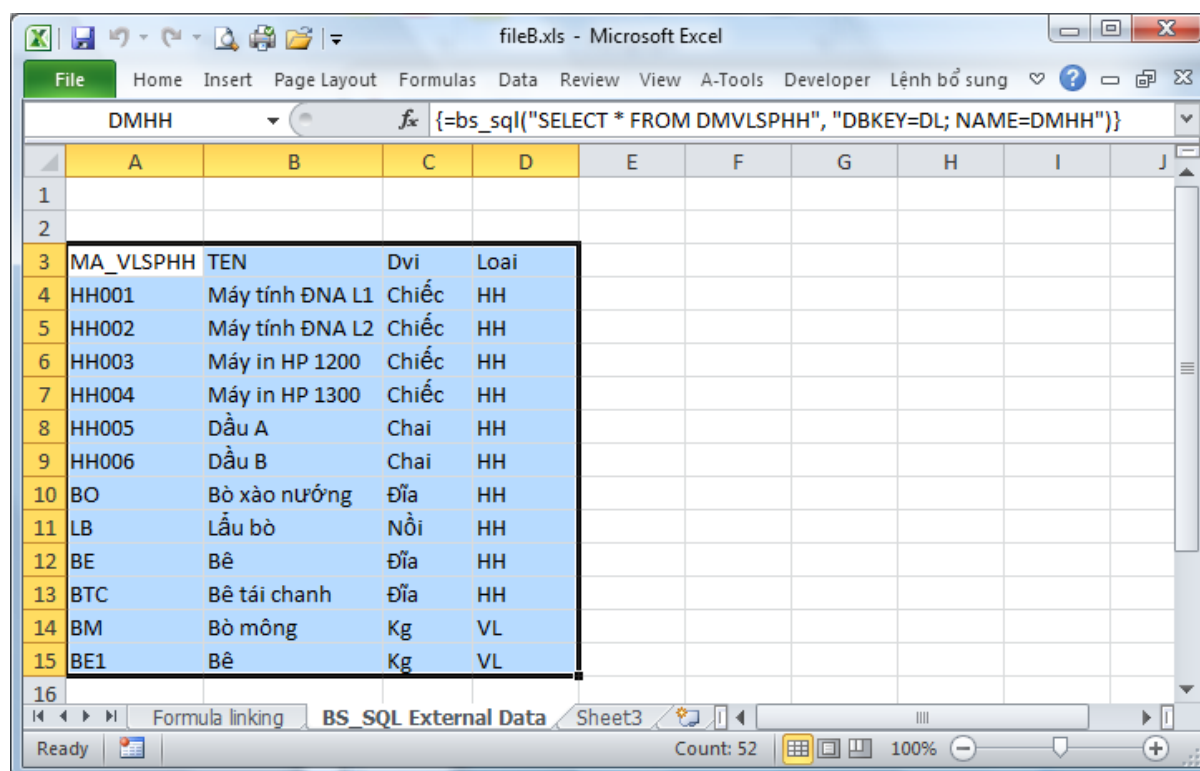 fileB.xls - Microsoft Excel
File Home Insert Page Layout Formulas Data Review View A-Tools Developer Lệnh bổ sung
DMHH fx {=bs_sql("SELECT * FROM DMVLSPHH", "DBKEY=DL; NAME=DMHH")}
A B C D E F G H I J
1
2
3 MA_VLSPHH TEN Dvi Loai
4 HH001 Máy tính ĐNA L1 Chiếc HH
5 HH002 Máy tính ĐNA L2 Chiếc HH
6 HH003 Máy in HP 1200 Chiếc HH
7 HH004 Máy in HP 1300 Chiếc HH
8 HH005 Dầu A Chai HH
9 HH006 Dầu B Chai HH
10 BO Bò xào nướng Đĩa HH
11 LB Lẩu bò Nồi HH
12 BE Bê Đĩa HH
13 BTC Bê tái chanh Đĩa HH
14 BM Bò mông Kg VL
15 BE1 Bê Kg VL
16
Formula linking BS_SQL External Data Sheet3
Ready Count: 52 100%